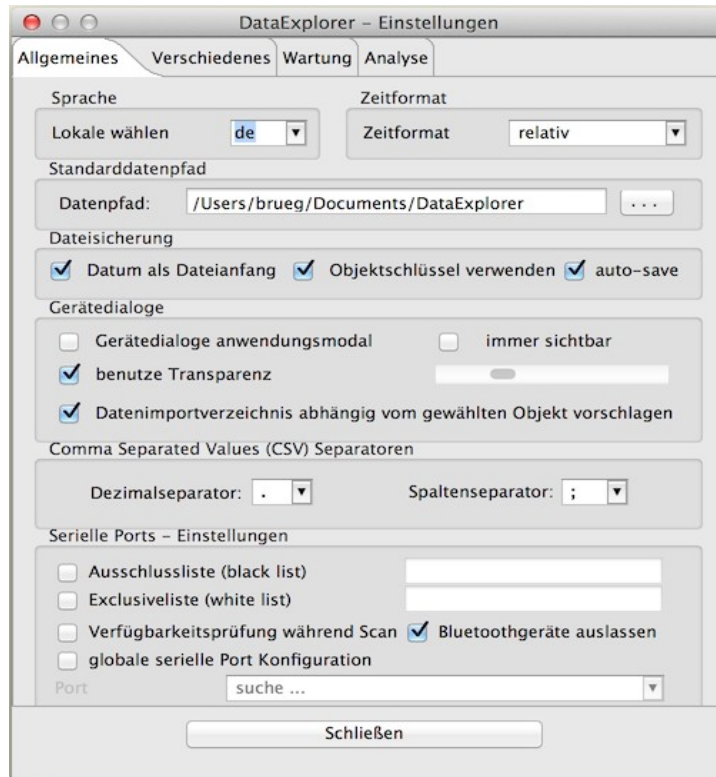 DataExplorer – Einstellungen
Allgemeines Verschiedenes Wartung Analyse
Sprache Zeitformat
Lokale wählen de Zeitformat relativ
Standarddatenpfad
Datenpfad: /Users/brueg/Documents/DataExplorer ...
Dateisicherung
Datum als Dateianfang Objektschlüssel verwenden auto-save
Gerätedialoge
Gerätedialoge anwendungsmodal immer sichtbar
benutze Transparenz
Datenimportverzeichnis abhängig vom gewählten Objekt vorschlagen
Comma Separated Values (CSV) Separatoren
Dezimalseparator: . Spaltenseparator: ;
Serielle Ports – Einstellungen
Ausschlussliste (black list)
Exclusiveliste (white list)
Verfügbarkeitsprüfung während Scan Bluetoothgeräte auslassen
globale serielle Port Konfiguration
Port suche ...
Schließen